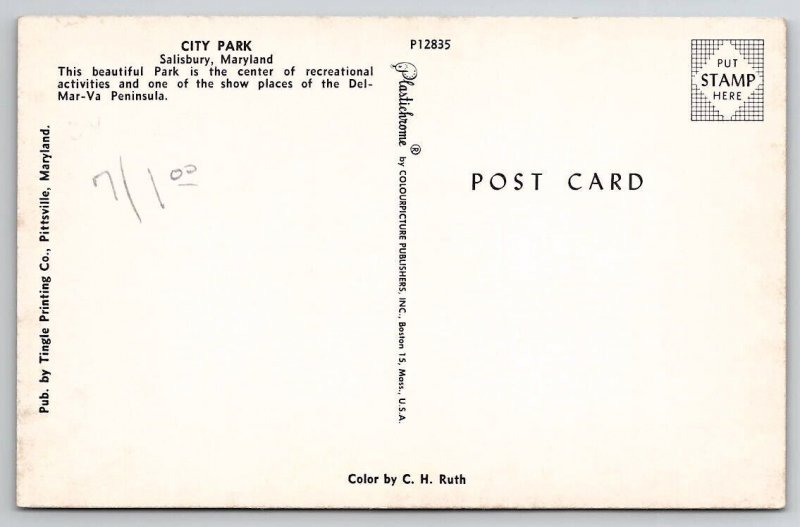 CITY PARK
Salisbury, Maryland
This beautiful Park is the center of recreational
activities and one of the show places of the Del-
Mar-Va Peninsula.
7/1.00
Pub. by Tingle Printing Co., Pittsville, Maryland.
P12835
Plastichrome ® by COLOURPICTURE PUBLISHERS, INC., Boston 15, Mass., U.S.A.
PUT
STAMP
HERE
POST CARD
Color by C. H. Ruth